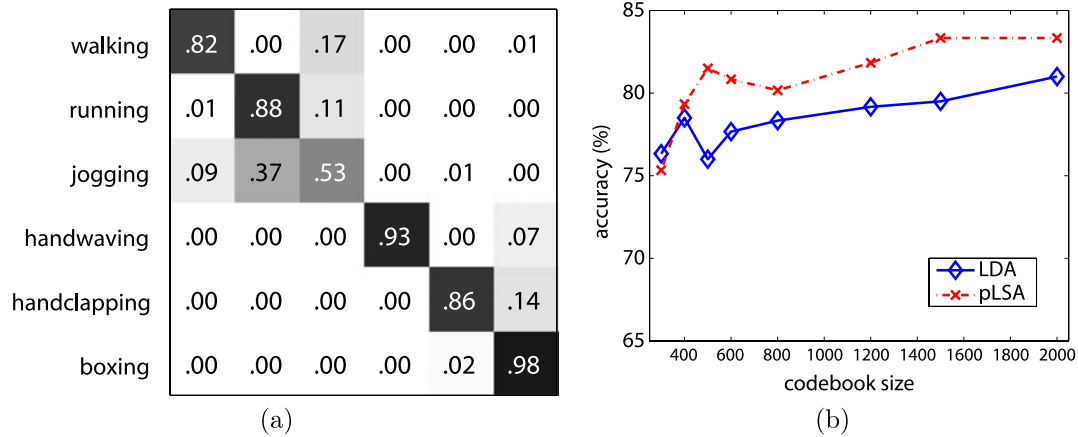 walking .82 .00 .17 .00 .00 .01
running .01 .88 .11 .00 .00 .00
jogging .09 .37 .53 .00 .01 .00
handwaving .00 .00 .00 .93 .00 .07
handclapping .00 .00 .00 .00 .86 .14
boxing .00 .00 .00 .00 .02 .98
(a)
85
80
75
70
65
accuracy (%)
LDA
pLSA
400 600 800 1000 1200 1400 1600 1800 2000
codebook size
(b)